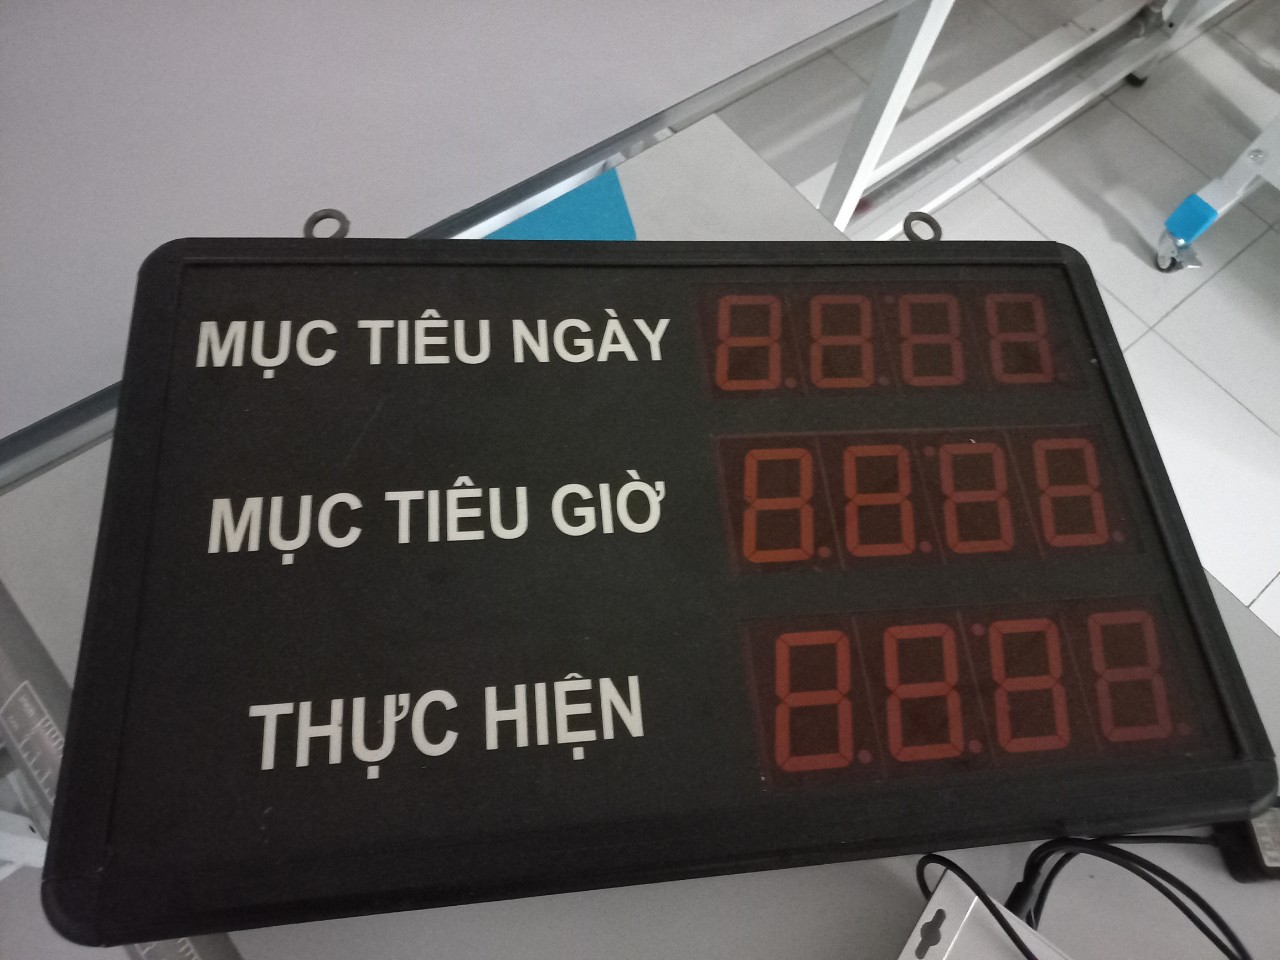 MỤC TIÊU NGÀY
MỤC TIÊU GIỜ
THỰC HIỆN